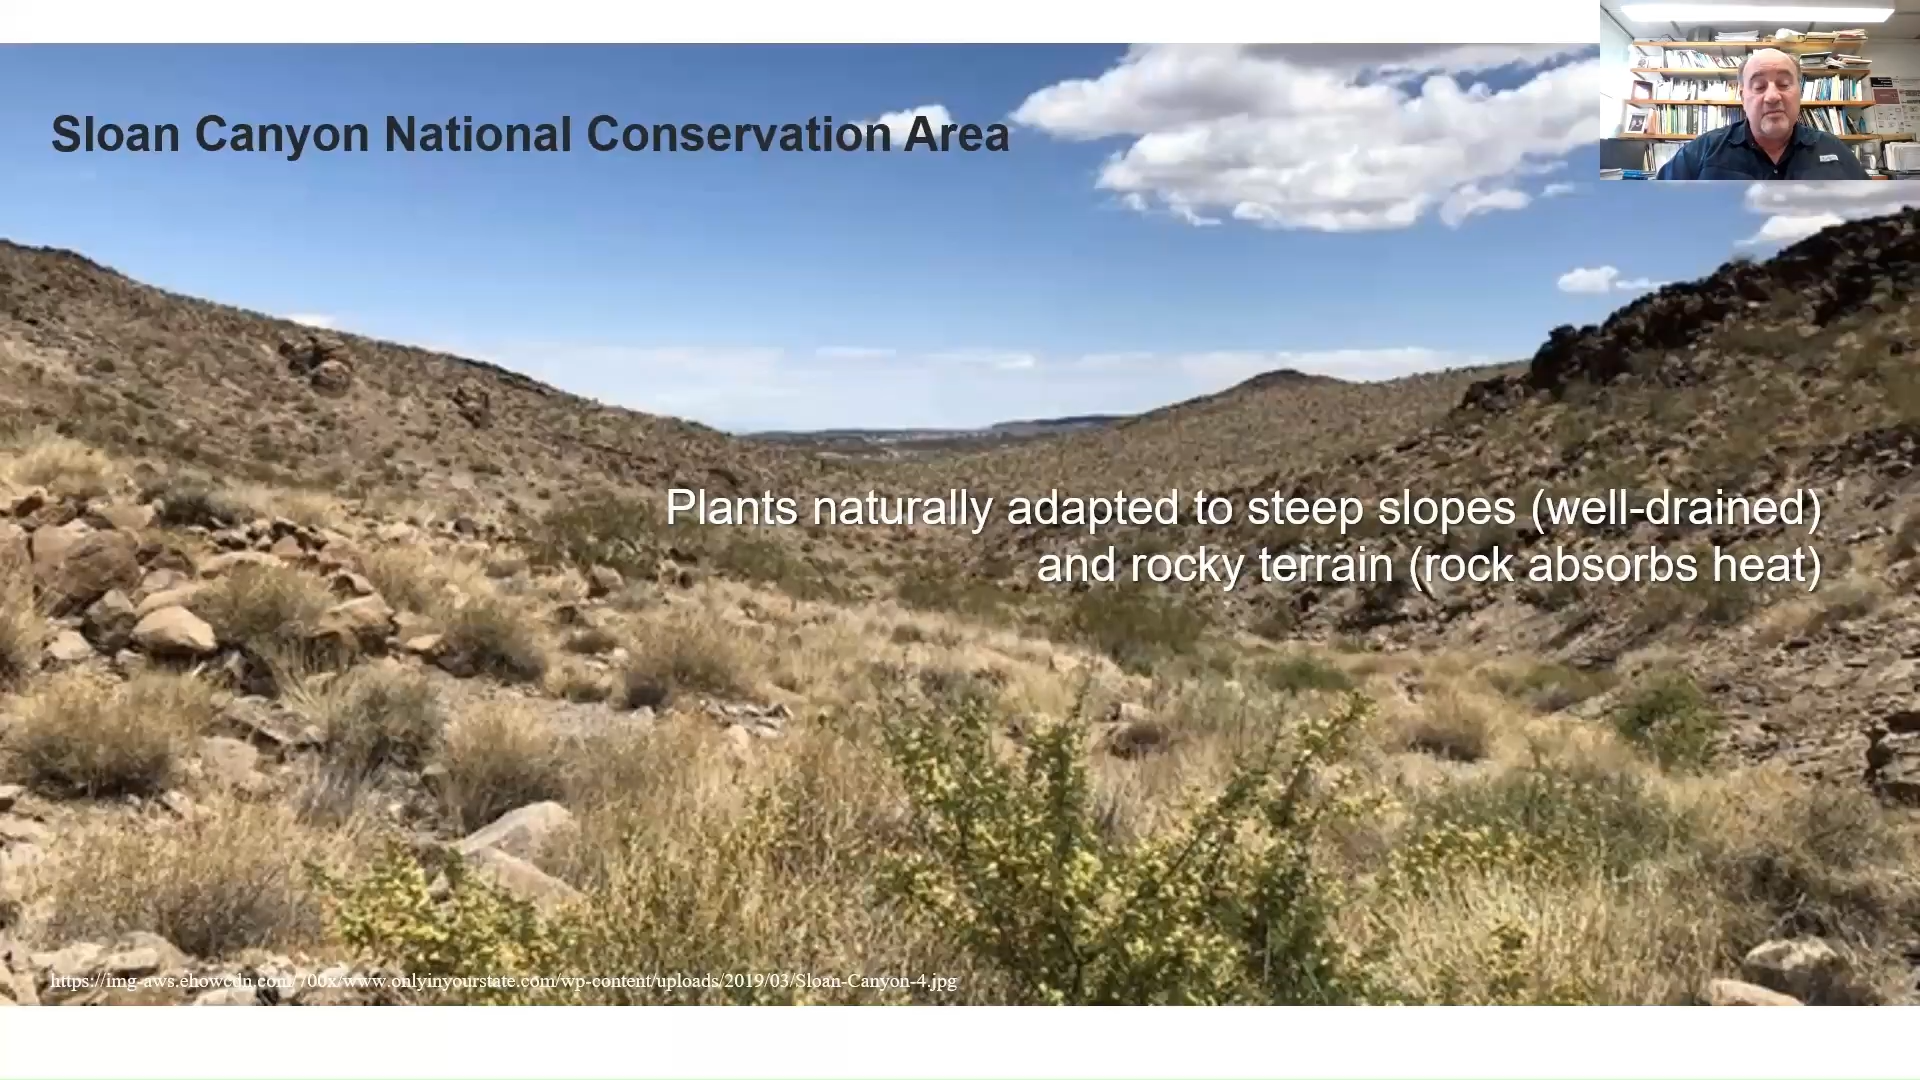 Sloan Canyon National Conservation Area
Plants naturally adapted to steep slopes (well-drained)
and rocky terrain (rock absorbs heat)
https://img-aws.ehowcdn.com/700x/www.onlyinyourstate.com/wp-content/uploads/2019/03/Sloan-Canyon-4.jpg